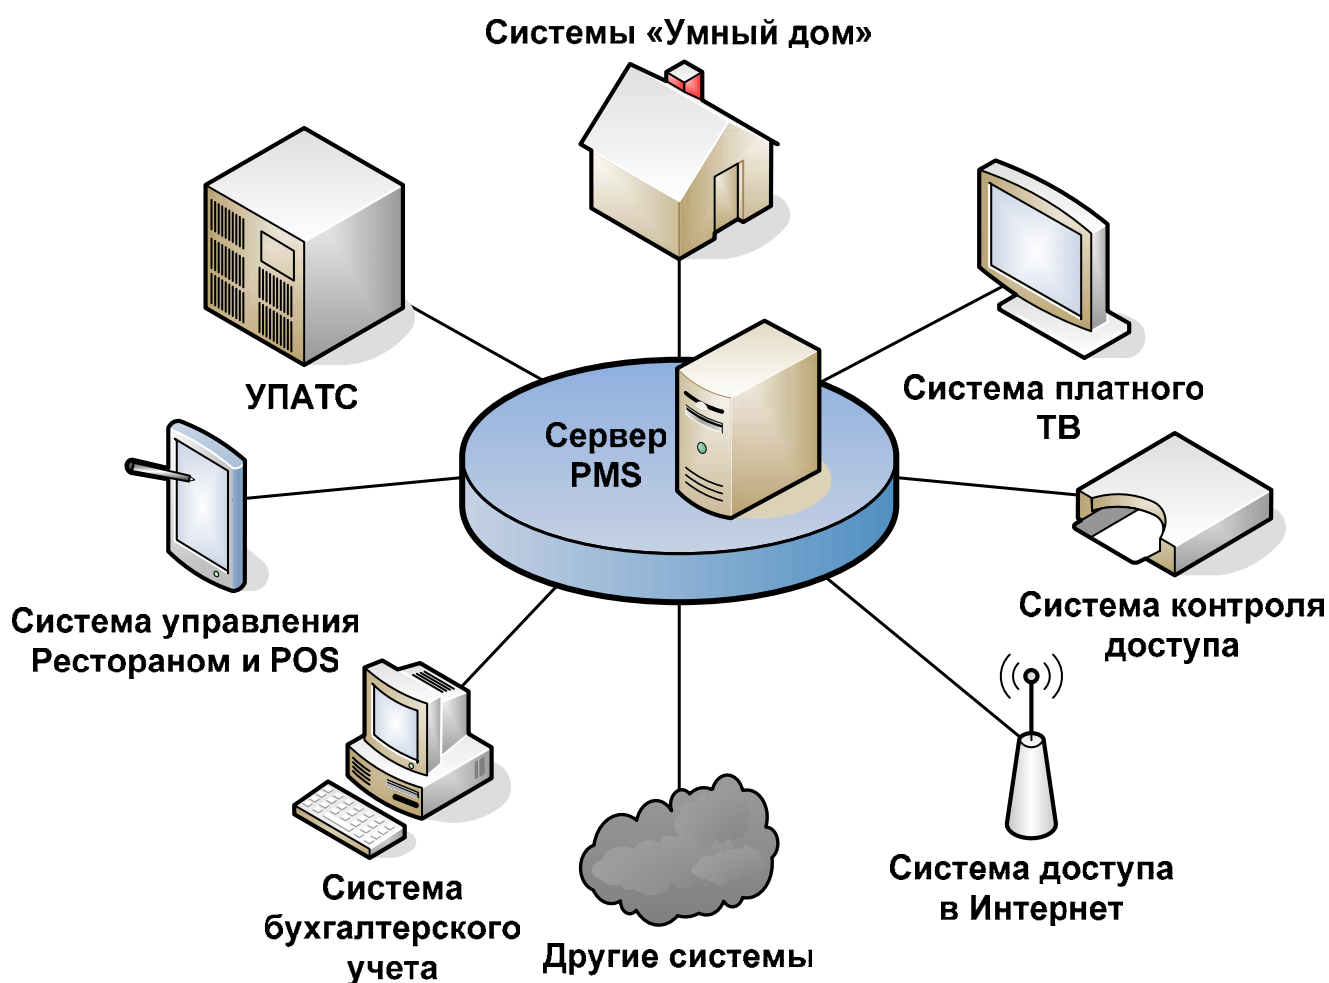 Системы «Умный дом»
УПАТС
Система платного
ТВ
Сервер
PMS
Система управления
Рестораном и POS
Система контроля
доступа
Система
бухгалтерского
учета
Другие системы
Система доступа
в Интернет